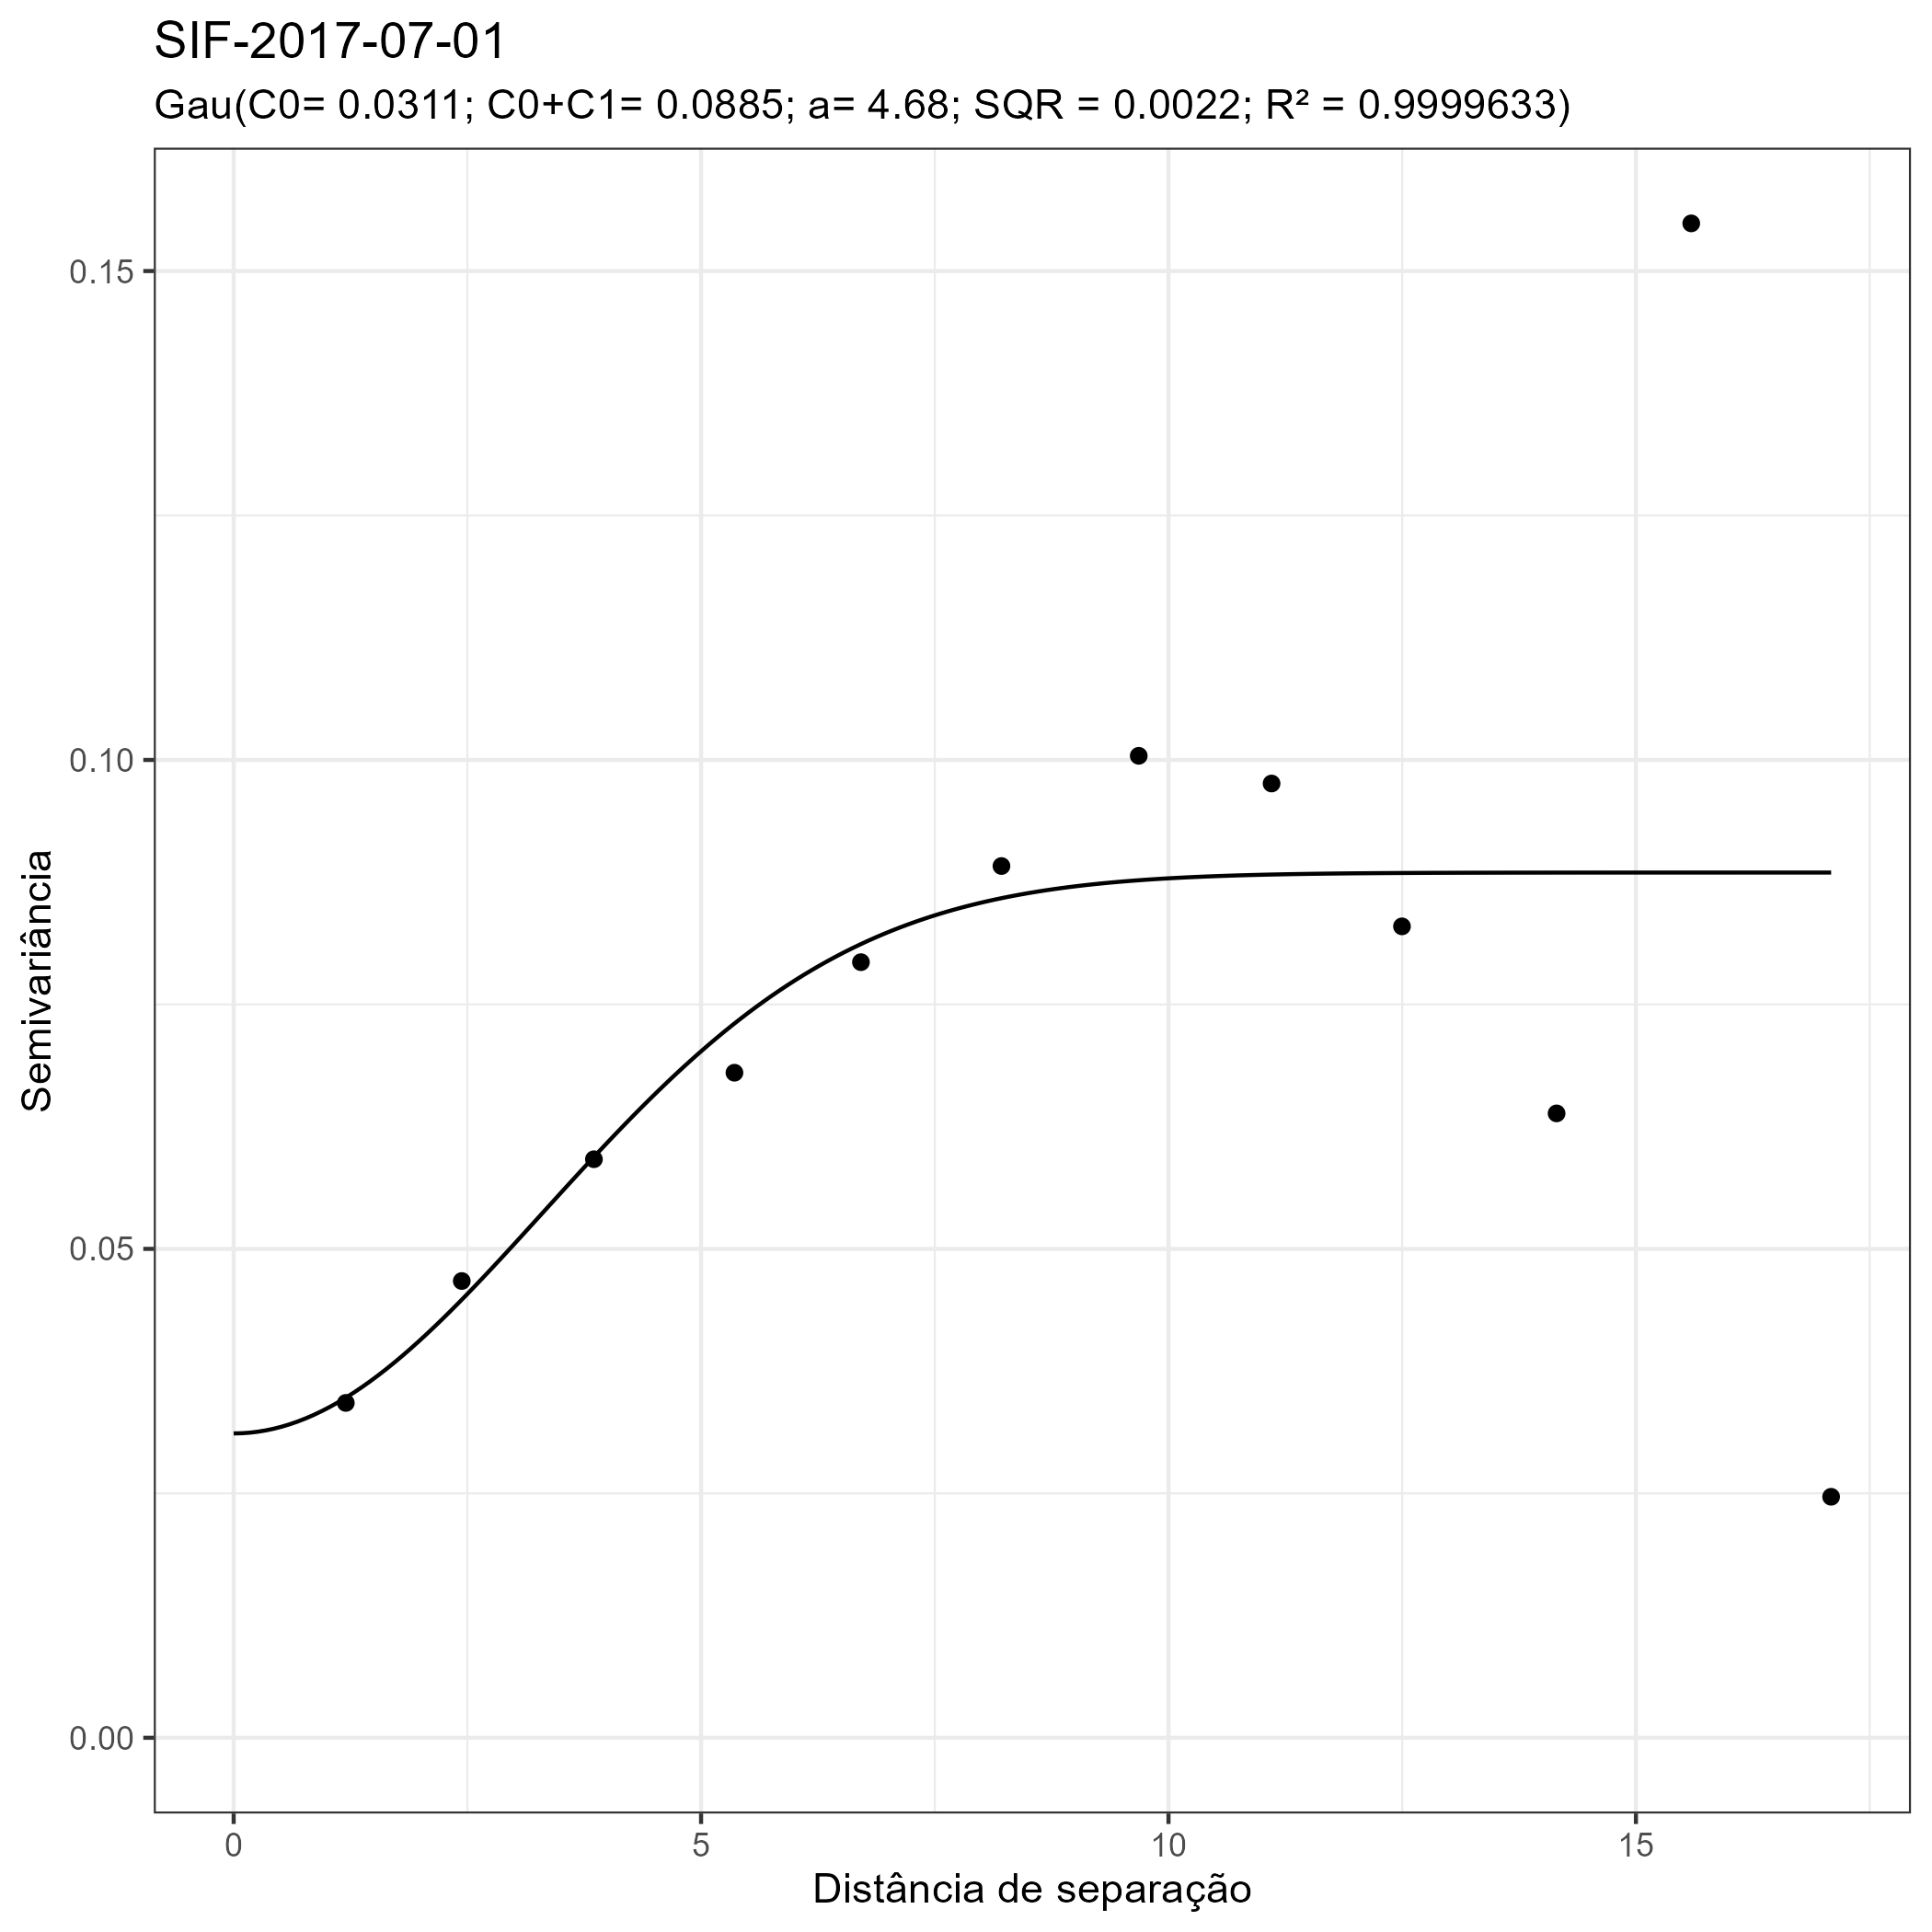 SIF-2017-07-01
Gau(C0= 0.0311; C0+C1= 0.0885; a= 4.68; SQR = 0.0022; R² = 0.9999633)
0.15
0.10
0.05
0.00
Semivariância
0 5 10 15
Distância de separação